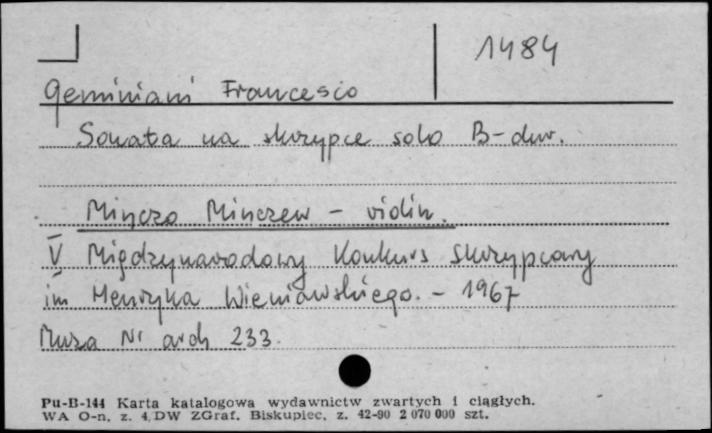 1484
Geminiani Francesco
Sonata na skrzypce solo B-dur.
Minczo Minczew - violin.
V Międzynarodowy Konkurs Skrzypcowy
im Henryka Wieniawskiego. - 1967
Muza Nr arch 233.
Pu-B-144 Karta katalogowa wydawnictw zwartych i ciągłych.
WA O-n, z. 4. DW ZGraf. Biskupiec, z. 42-90 2 070 000 szt.